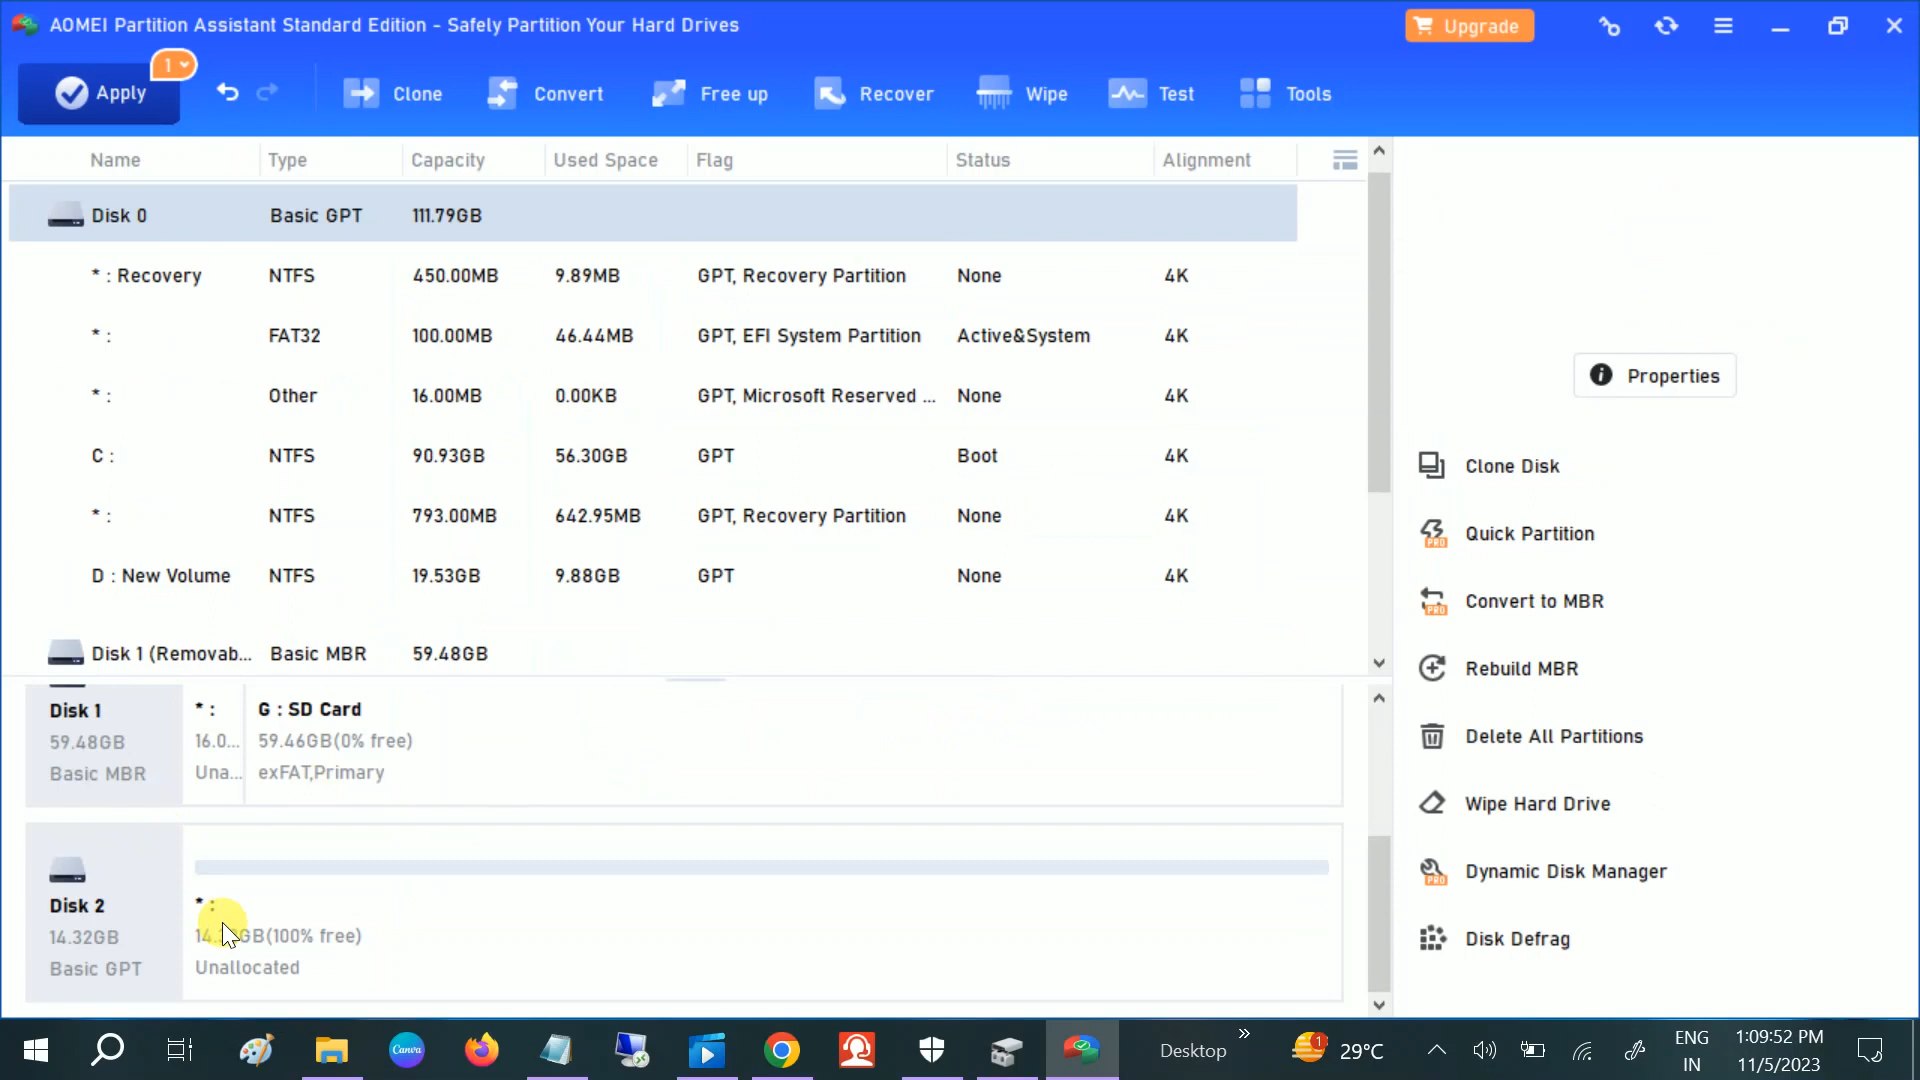 AOMEI Partition Assistant Standard Edition - Safely Partition Your Hard Drives
Upgrade
1
Apply
Clone
Convert
Free up
Recover
Wipe
Test
Tools
Name Type Capacity Used Space Flag Status Alignment
Disk 0 Basic GPT 111.79GB
* : Recovery NTFS 450.00MB 9.89MB GPT, Recovery Partition None 4K
* : FAT32 100.00MB 46.44MB GPT, EFI System Partition Active&System 4K
* : Other 16.00MB 0.00KB GPT, Microsoft Reserved ... None 4K
C : NTFS 90.93GB 56.30GB GPT Boot 4K
* : NTFS 793.00MB 642.95MB GPT, Recovery Partition None 4K
D : New Volume NTFS 19.53GB 9.88GB GPT None 4K
Disk 1 (Removab... Basic MBR 59.48GB
Disk 1
59.48GB
Basic MBR
* :
16.0...
Una...
G : SD Card
59.46GB(0% free)
exFAT,Primary
Disk 2
14.32GB
Basic GPT
* :
GB(100% free)
Unallocated
Properties
Clone Disk
PRO Quick Partition
PRO Convert to MBR
Rebuild MBR
Delete All Partitions
Wipe Hard Drive
PRO Dynamic Disk Manager
Disk Defrag
Canva
Desktop
1
29°C
ENG
IN
1:09:52 PM
11/5/2023